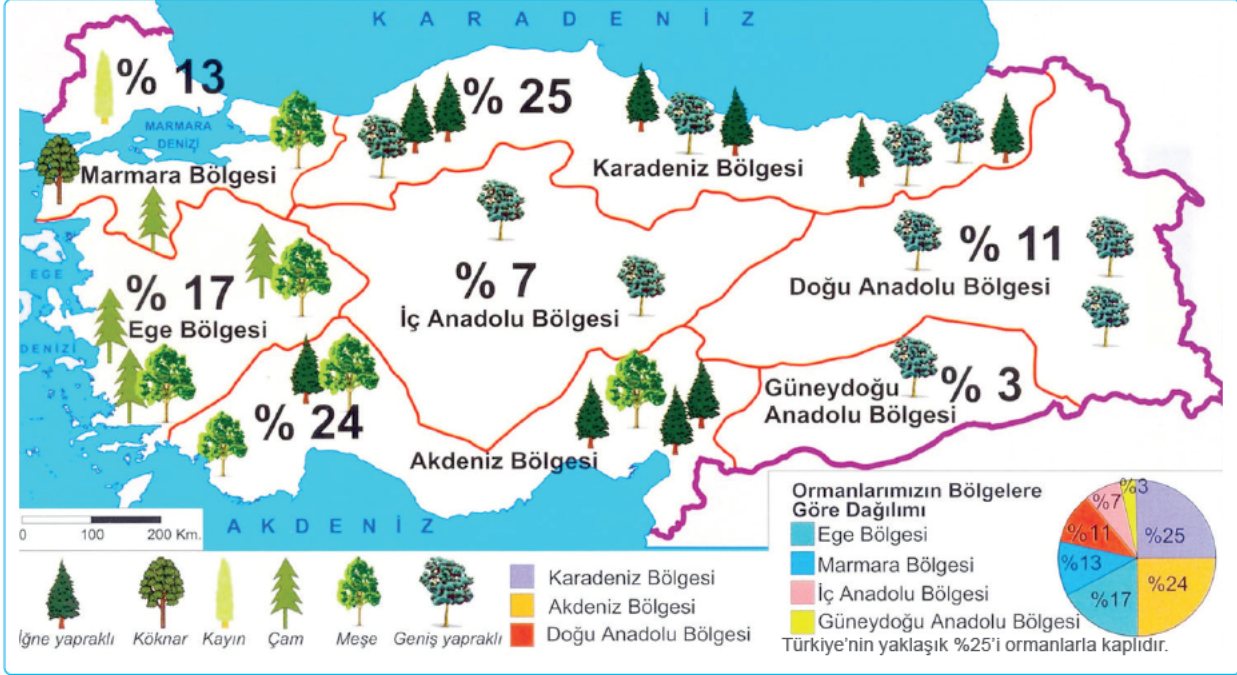 KARADENİZ
% 13
% 25
MARMARA
DENİZİ
Marmara Bölgesi
Karadeniz Bölgesi
EGE
DENİZİ
% 17
Ege Bölgesi
% 7
İç Anadolu Bölgesi
% 11
Doğu Anadolu Bölgesi
% 24
Akdeniz Bölgesi
Güneydoğu
Anadolu Bölgesi
% 3
0 100 200 Km.
AKDENİZ
İğne yapraklı Köknar Kayın Çam Meşe Geniş yapraklı
Karadeniz Bölgesi
Akdeniz Bölgesi
Doğu Anadolu Bölgesi
Ormanlarımızın Bölgelere
Göre Dağılımı
Ege Bölgesi
Marmara Bölgesi
İç Anadolu Bölgesi
Güneydoğu Anadolu Bölgesi
%3
%7
%11
%13
%17
%25
%24
Türkiye'nin yaklaşık %25'i ormanlarla kaplıdır.